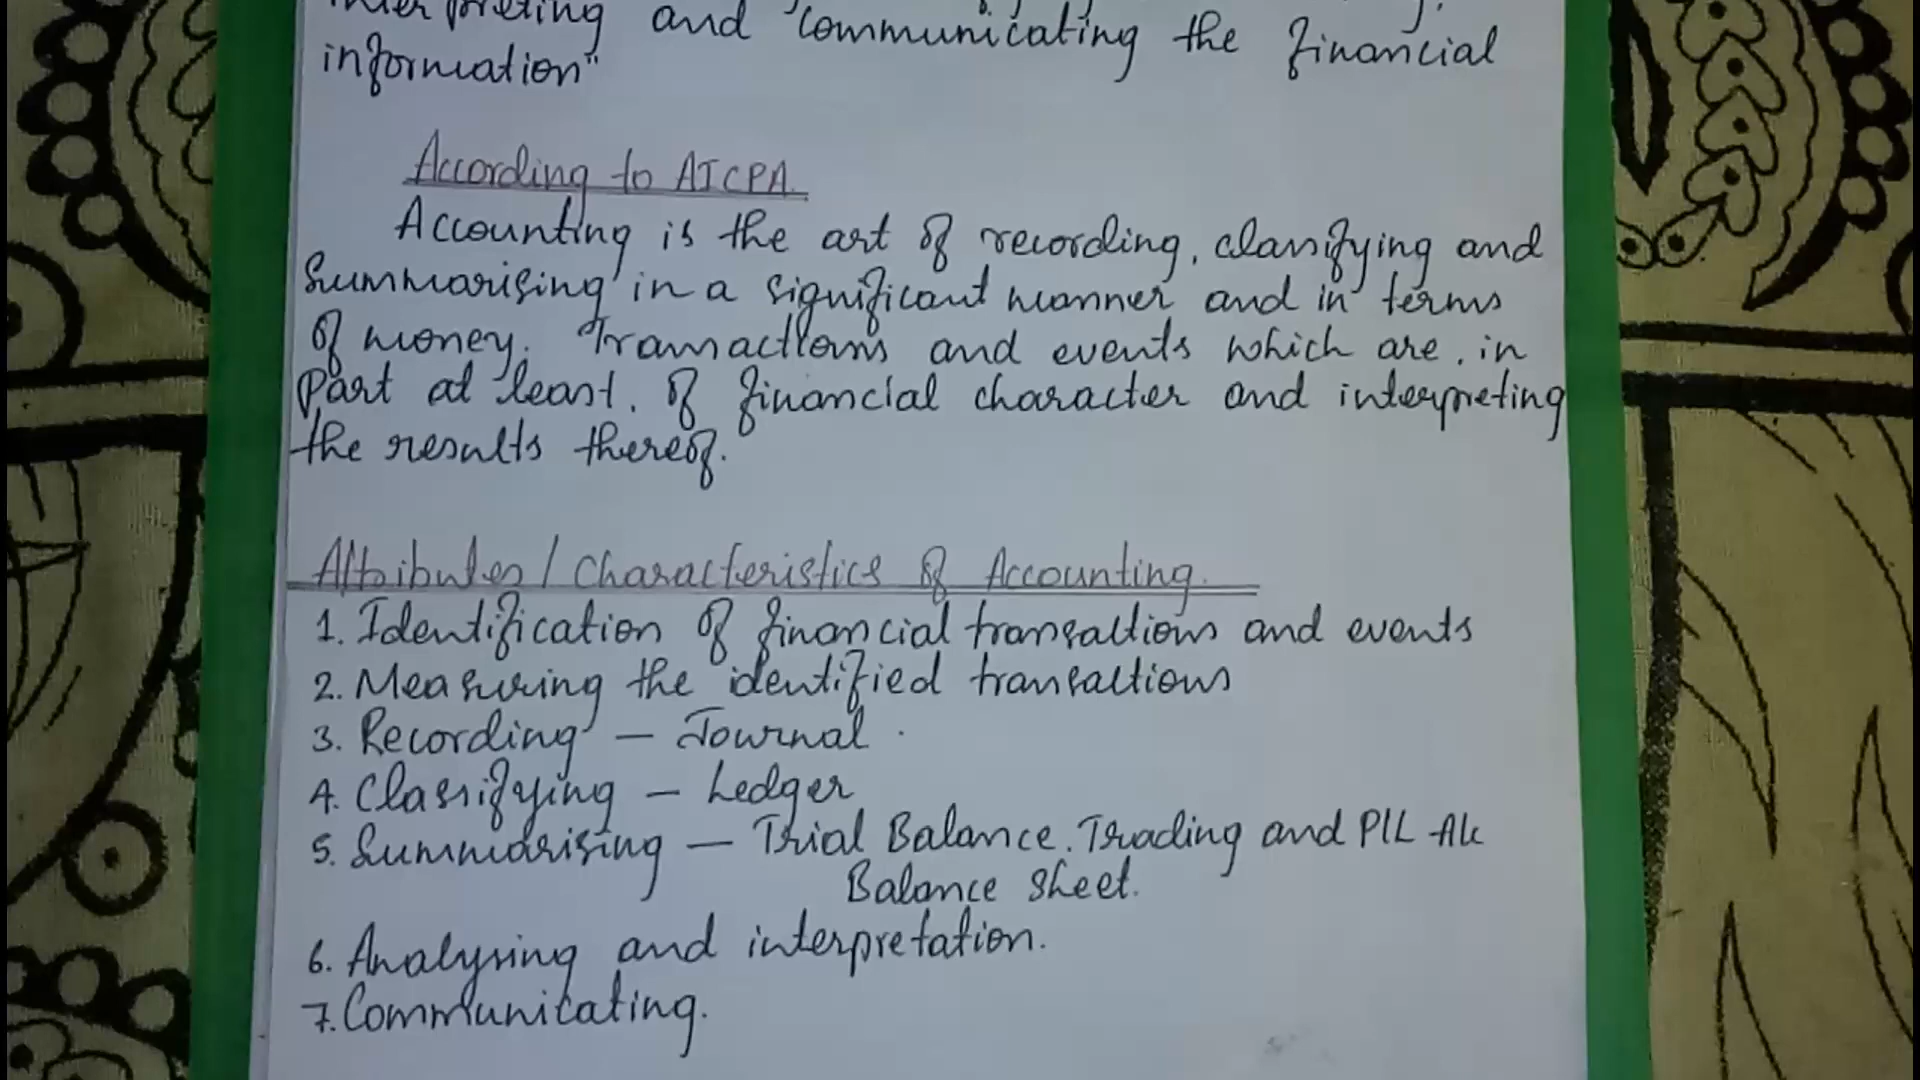 interpreting and communicating the financial
information"
According to AICPA.
Accounting is the art of recording, classifying and
Summarising in a significant manner and in terms
of money. Transactions and events which are, in
Part at least, of financial character and interpreting
the results thereof.
Attributes/Characteristics of Accounting.
1. Identification of financial transactions and events
2. Measuring the identified transactions
3. Recording – Journal.
4. Classifying – Ledger
5. Summarising – Trial Balance, Trading and P/L A/c
Balance sheet.
6. Analysing and interpretation.
7. Communicating.